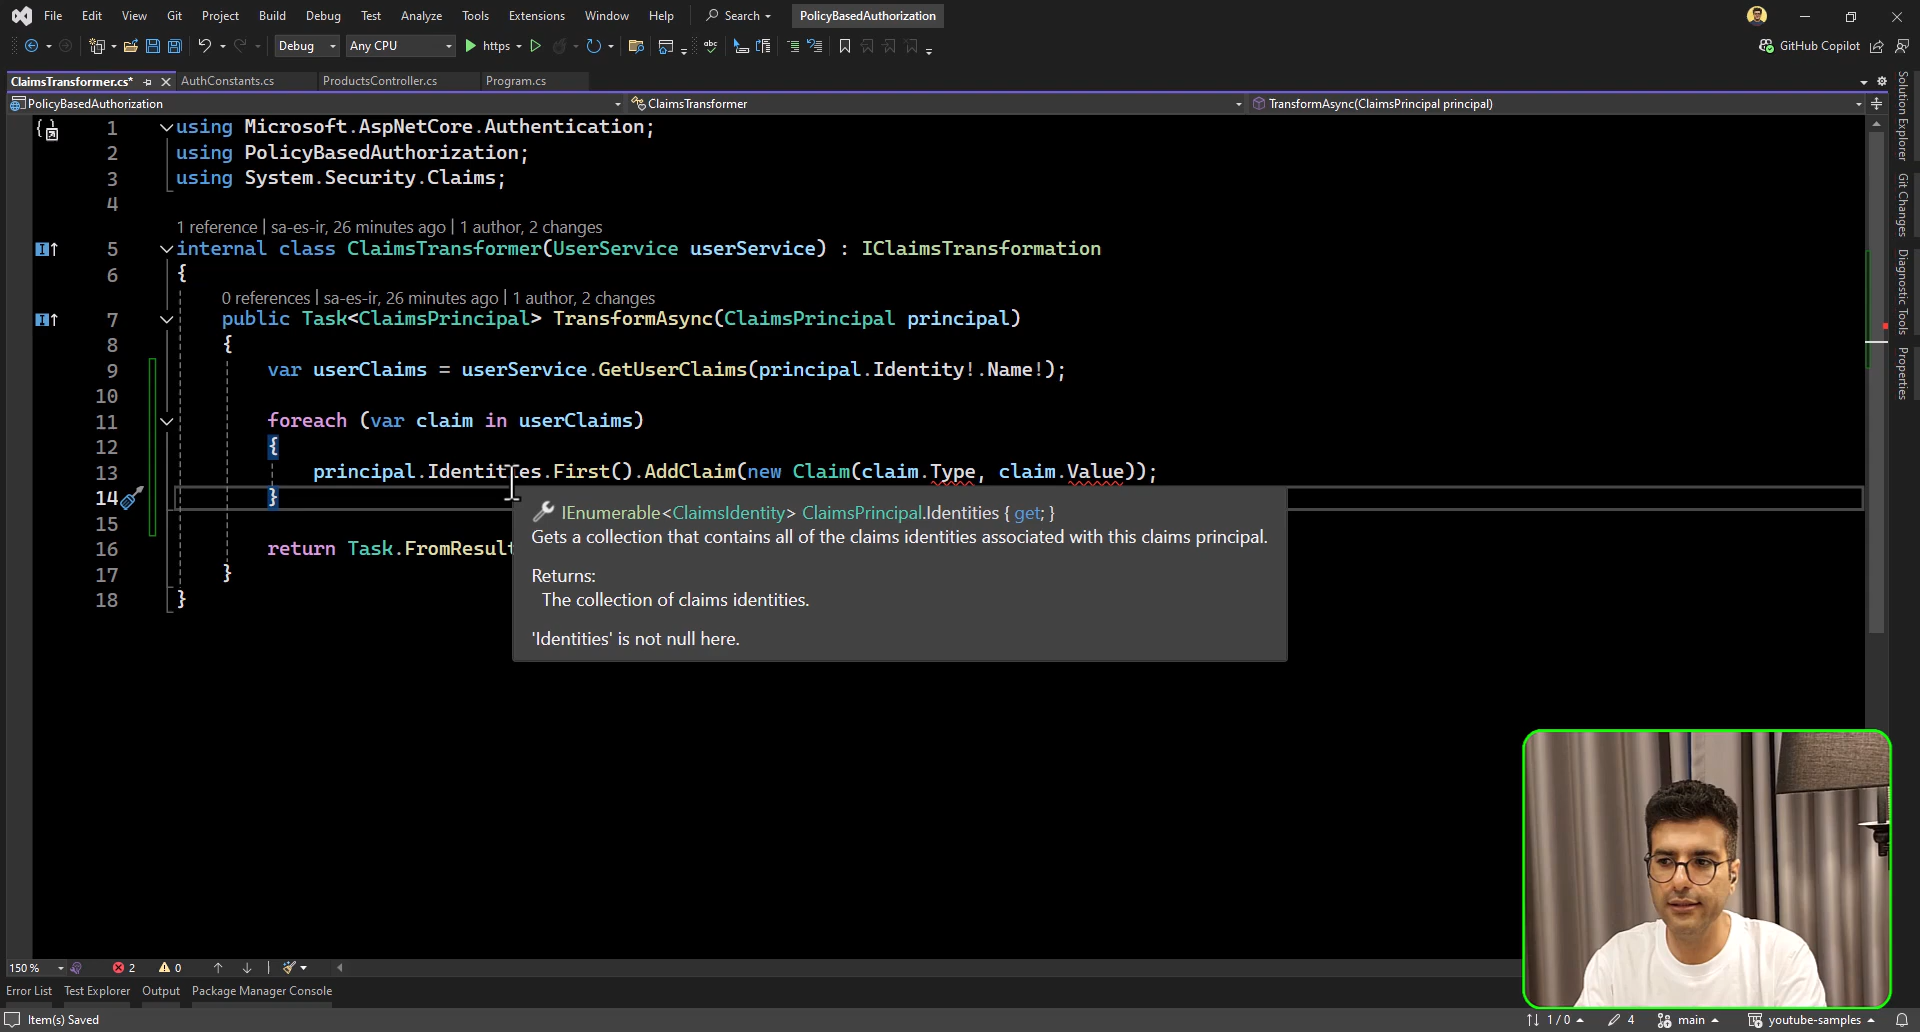 File Edit View Git Project Build Debug Test Analyze Tools Extensions Window Help Search PolicyBasedAuthorization
Debug Any CPU https GitHub Copilot
ClaimsTransformer.cs* AuthConstants.cs ProductsController.cs Program.cs
PolicyBasedAuthorization ClaimsTransformer TransformAsync(ClaimsPrincipal principal)
1 using Microsoft.AspNetCore.Authentication;
2 using PolicyBasedAuthorization;
3 using System.Security.Claims;
4
1 reference | sa-es-ir, 26 minutes ago | 1 author, 2 changes
5 internal class ClaimsTransformer(UserService userService) : IClaimsTransformation
6 {
0 references | sa-es-ir, 26 minutes ago | 1 author, 2 changes
7 public Task<ClaimsPrincipal> TransformAsync(ClaimsPrincipal principal)
8 {
9 var userClaims = userService.GetUserClaims(principal.Identity!.Name!);
10
11 foreach (var claim in userClaims)
12 {
13 principal.Identities.First().AddClaim(new Claim(claim.Type, claim.Value));
14 }
15
16 return Task.FromResult
17 }
18 }
IEnumerable<ClaimsIdentity> ClaimsPrincipal.Identities { get; }
Gets a collection that contains all of the claims identities associated with this claims principal.
Returns:
The collection of claims identities.
'Identities' is not null here.
Solution Explorer
Git Changes
Diagnostic Tools
Properties
150 % 2 0
Error List Test Explorer Output Package Manager Console
Item(s) Saved 1 / 0 4 main youtube-samples